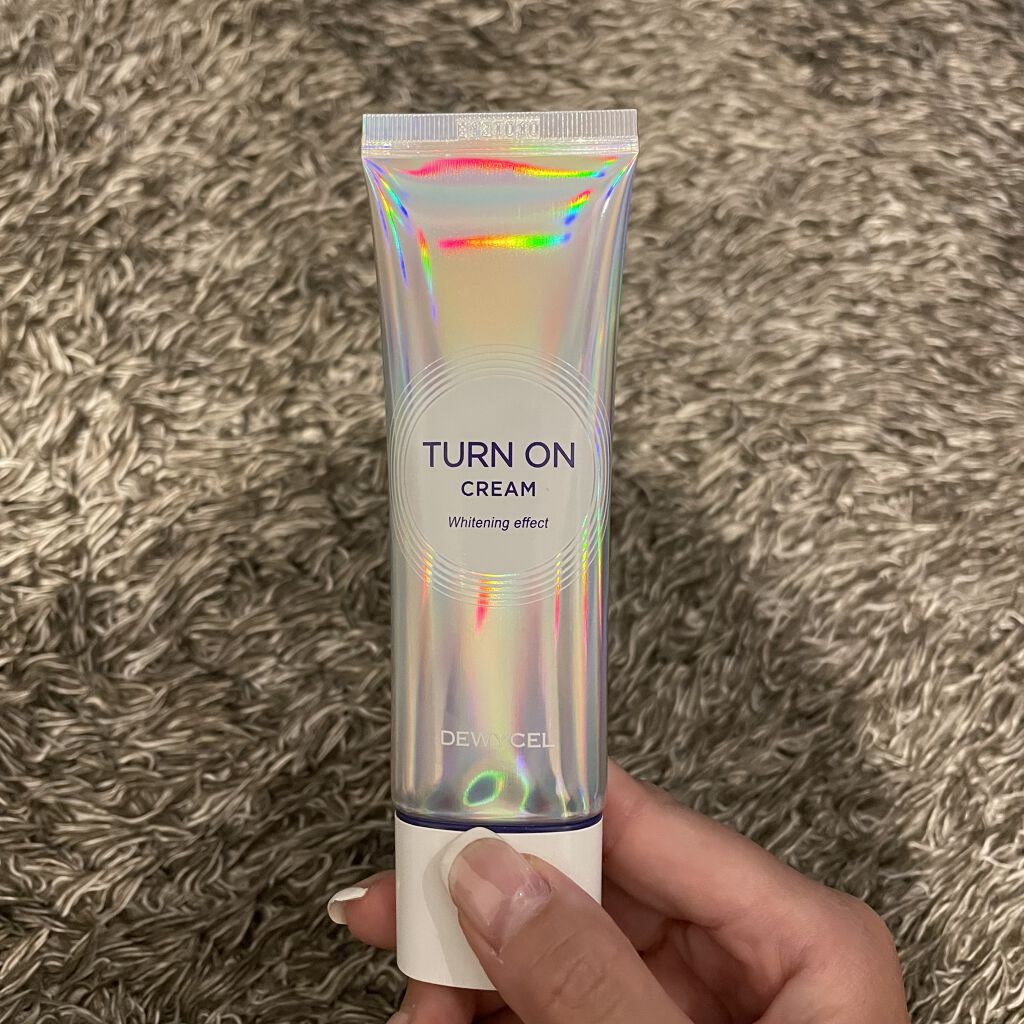 TURN ON
CREAM
Whitening effect
DEWYCEL